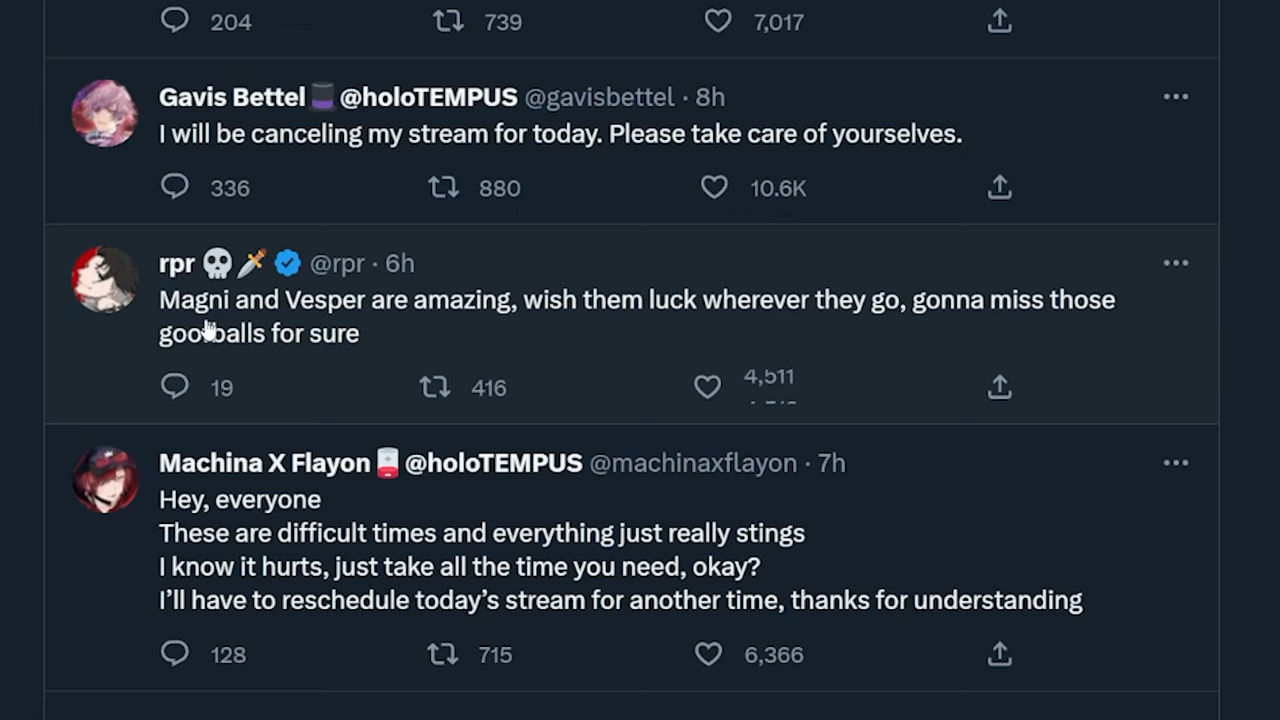 204 739 7,017
Gavis Bettel🎩@holoTEMPUS @gavisbettel · 8h
I will be canceling my stream for today. Please take care of yourselves.
336 880 10.6K
rpr 💀🗡️ @rpr · 6h
Magni and Vesper are amazing, wish them luck wherever they go, gonna miss those
goofballs for sure
19 416 4,511
Machina X Flayon🪫@holoTEMPUS @machinaxflayon · 7h
Hey, everyone
These are difficult times and everything just really stings
I know it hurts, just take all the time you need, okay?
I’ll have to reschedule today’s stream for another time, thanks for understanding
128 715 6,366